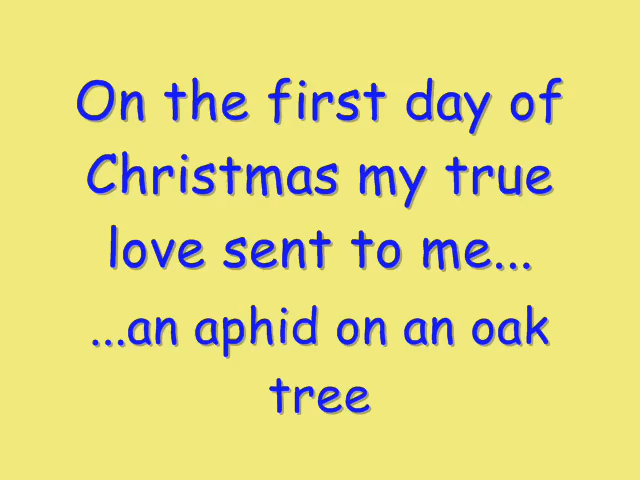 On the first day of
Christmas my true
love sent to me...
...an aphid on an oak
tree